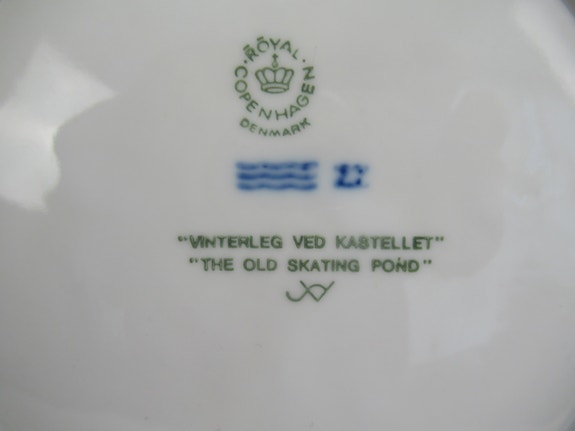 RÖYAL
COPENHAGEN
DENMARK
"VINTERLEG VED KASTELLET"
"THE OLD SKATING POND"